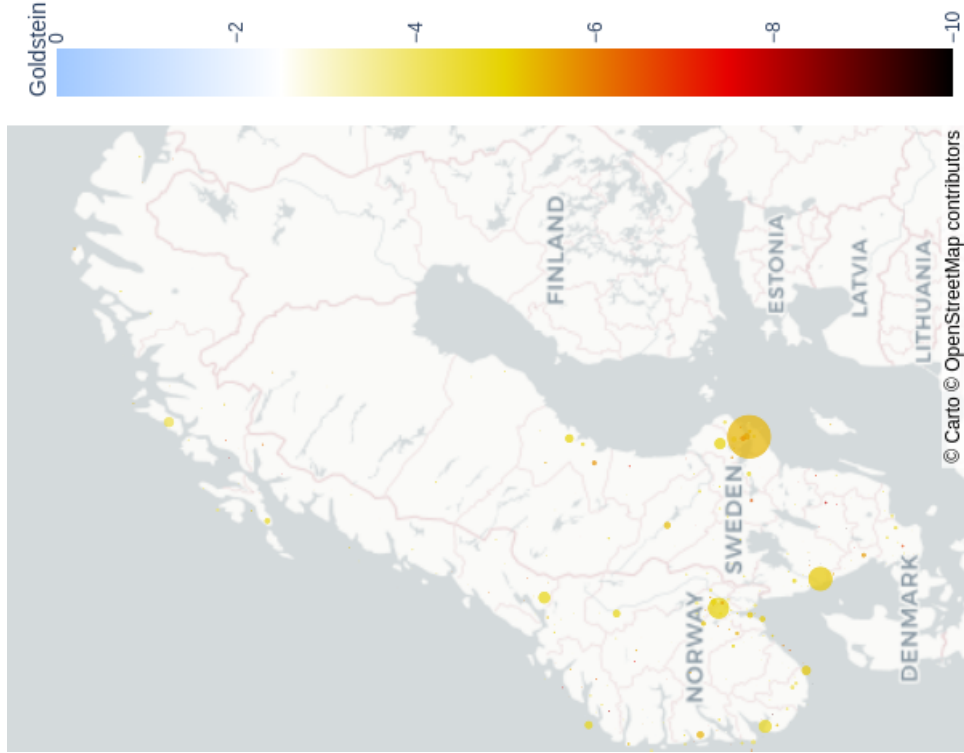 Goldstein
0
−2
−4
−6
−8
−10
FINLAND
ESTONIA
LATVIA
LITHUANIA
SWEDEN
NORWAY
DENMARK
© Carto © OpenStreetMap contributors